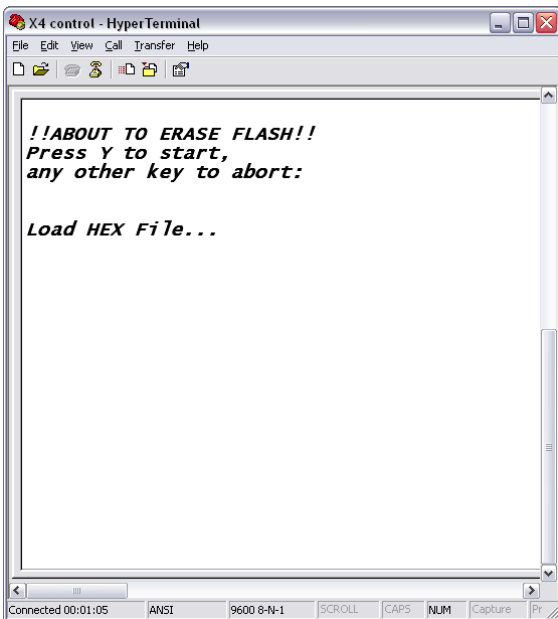 X4 control - HyperTerminal
File Edit View Call Transfer Help
!!ABOUT TO ERASE FLASH!!
Press Y to start,
any other key to abort:
Load HEX File...
Connected 00:01:05 ANSI 9600 8-N-1 SCROLL CAPS NUM Capture Pr